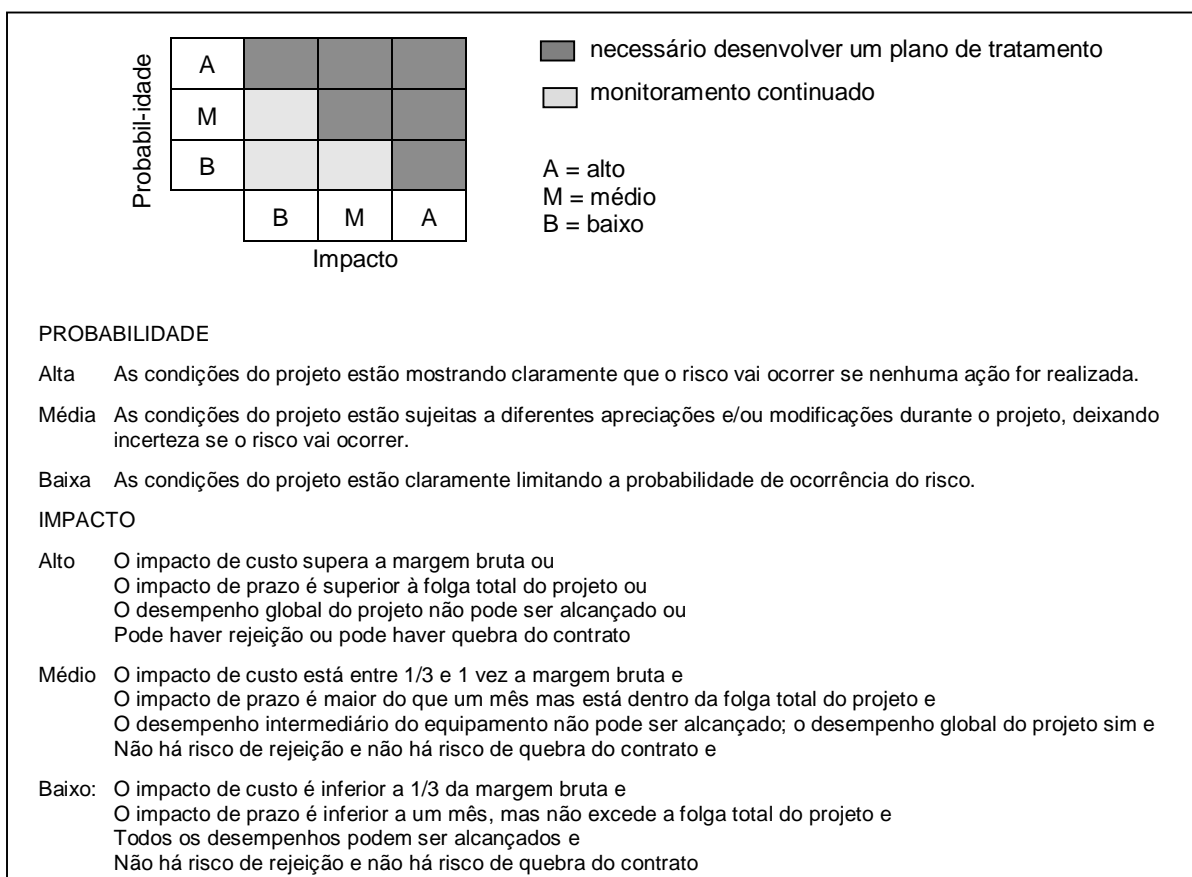 Probabil-idade
A
M
B
B M A
Impacto
necessário desenvolver um plano de tratamento
monitoramento continuado
A = alto
M = médio
B = baixo
PROBABILIDADE
Alta As condições do projeto estão mostrando claramente que o risco vai ocorrer se nenhuma ação for realizada.
Média As condições do projeto estão sujeitas a diferentes apreciações e/ou modificações durante o projeto, deixando
incerteza se o risco vai ocorrer.
Baixa As condições do projeto estão claramente limitando a probabilidade de ocorrência do risco.
IMPACTO
Alto O impacto de custo supera a margem bruta ou
O impacto de prazo é superior à folga total do projeto ou
O desempenho global do projeto não pode ser alcançado ou
Pode haver rejeição ou pode haver quebra do contrato
Médio O impacto de custo está entre 1/3 e 1 vez a margem bruta e
O impacto de prazo é maior do que um mês mas está dentro da folga total do projeto e
O desempenho intermediário do equipamento não pode ser alcançado; o desempenho global do projeto sim e
Não há risco de rejeição e não há risco de quebra do contrato e
Baixo: O impacto de custo é inferior a 1/3 da margem bruta e
O impacto de prazo é inferior a um mês, mas não excede a folga total do projeto e
Todos os desempenhos podem ser alcançados e
Não há risco de rejeição e não há risco de quebra do contrato